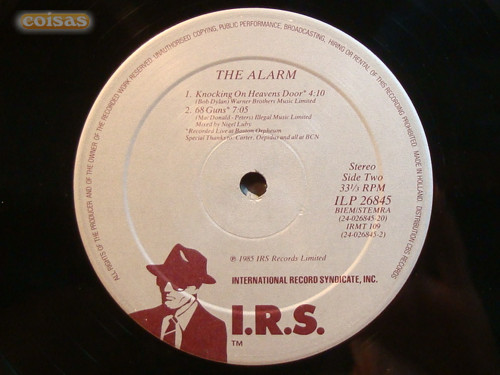 coisas
ALL RIGHTS OF THE PRODUCER AND OF THE OWNER OF THE RECORDED WORK RESERVED. UNAUTHORISED COPYING, PUBLIC PERFORMANCE, BROADCASTING, HIRING OR RENTAL OF THIS RECORDING PROHIBITED. MADE IN HOLLAND. DISTRIBUTION CBS RECORDS
THE ALARM
1. Knocking On Heavens Door* 4:10
(Bob Dylan) Warner Brothers Music Limited
2. 68 Guns* 7:05
(Mac Donald - Peters) Illegal Music Limited
Mixed by Nigel Luby
*Recorded Live at Boston Orpheum
Special Thanks to: Carter, and all at BCN
Stereo
Side Two
33⅓ RPM
ILP 26845
BIEM/STEMRA
(24-026845-20)
IRMT 109
(24-026845-2)
℗ 1985 IRS Records Limited
INTERNATIONAL RECORD SYNDICATE, INC.
I.R.S.
TM